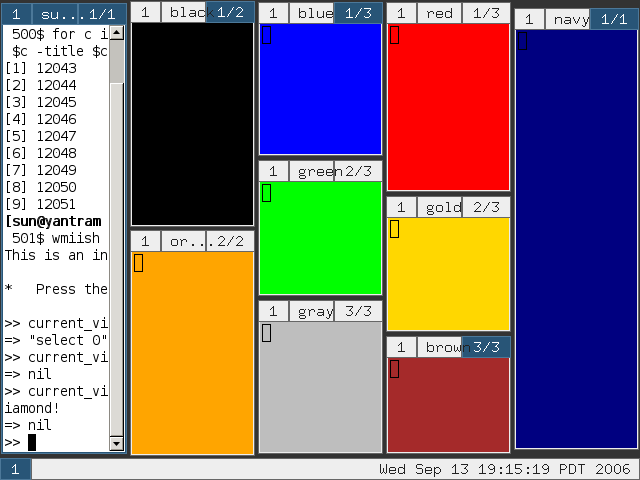 1 su... 1/1
500$ for c i
$c -title $c
[1] 12043
[2] 12044
[3] 12045
[4] 12046
[5] 12047
[6] 12048
[7] 12049
[8] 12050
[9] 12051
[sun@yantram
501$ wmiish
This is an in
* Press the
>> current_vi
=> "select 0"
>> current_vi
=> nil
>> current_vi
iamond!
=> nil
>>
1 black 1/2
1 or... 2/2
1 blue 1/3
1 green 2/3
1 gray 3/3
1 red 1/3
1 gold 2/3
1 brown 3/3
1 navy 1/1
1 Wed Sep 13 19:15:19 PDT 2006